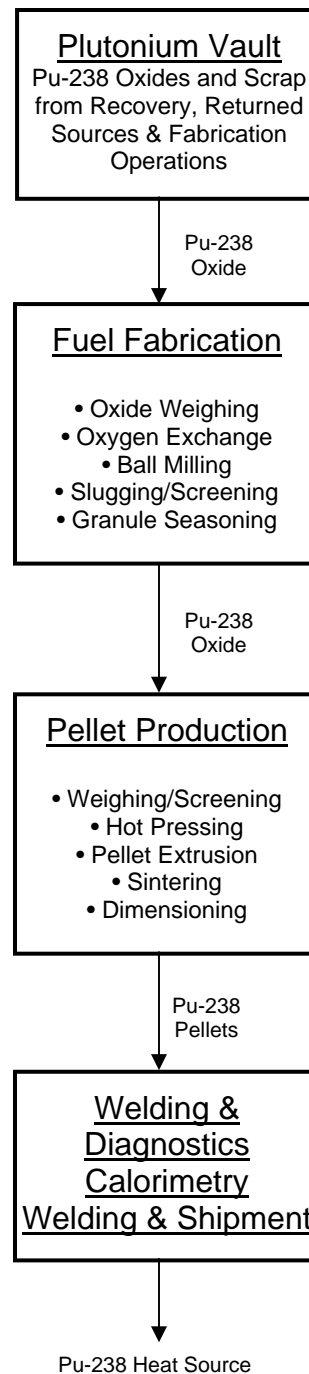 Plutonium Vault
Pu-238 Oxides and Scrap
from Recovery, Returned
Sources & Fabrication
Operations
Pu-238
Oxide
Fuel Fabrication
• Oxide Weighing
• Oxygen Exchange
• Ball Milling
• Slugging/Screening
• Granule Seasoning
Pu-238
Oxide
Pellet Production
• Weighing/Screening
• Hot Pressing
• Pellet Extrusion
• Sintering
• Dimensioning
Pu-238
Pellets
Welding &
Diagnostics
Calorimetry
Welding & Shipment
Pu-238 Heat Source